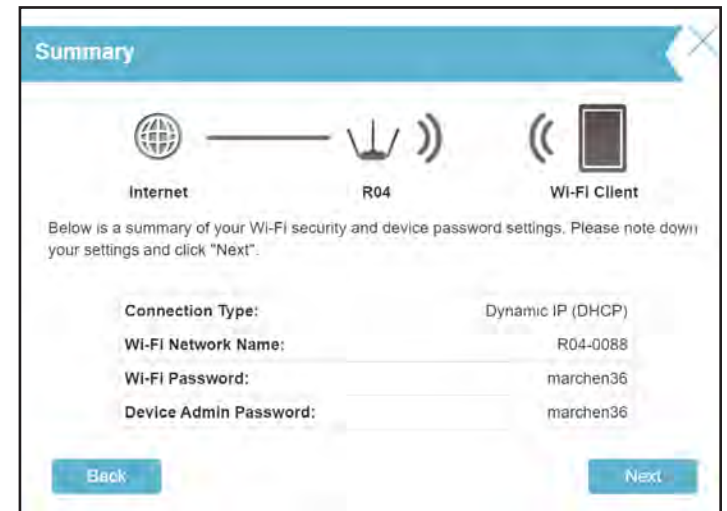 Summary
Internet R04 Wi-Fi Client
Below is a summary of your Wi-Fi security and device password settings. Please note down
your settings and click "Next".
Connection Type: Dynamic IP (DHCP)
Wi-Fi Network Name: R04-0088
Wi-Fi Password: marchen36
Device Admin Password: marchen36
Back Next